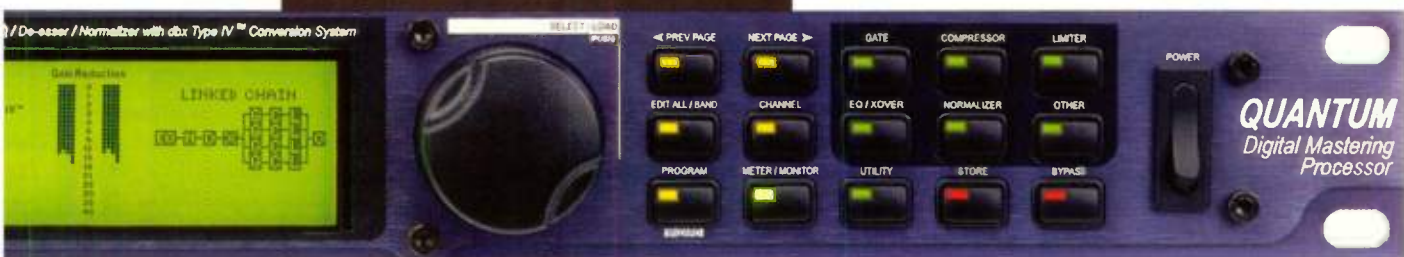 / De-esser / Normalizer with dbx Type IV™ Conversion System
Gain Reduction
LINKED CHAIN
SELECT LOAD
PUSH
◄ PREV PAGE
NEXT PAGE ►
GATE
COMPRESSOR
LIMITER
POWER
EDIT ALL / BAND
CHANNEL
EQ / XOVER
NORMALIZER
OTHER
PROGRAM
METER / MONITOR
UTILITY
STORE
BYPASS
QUANTUM
Digital Mastering
Processor